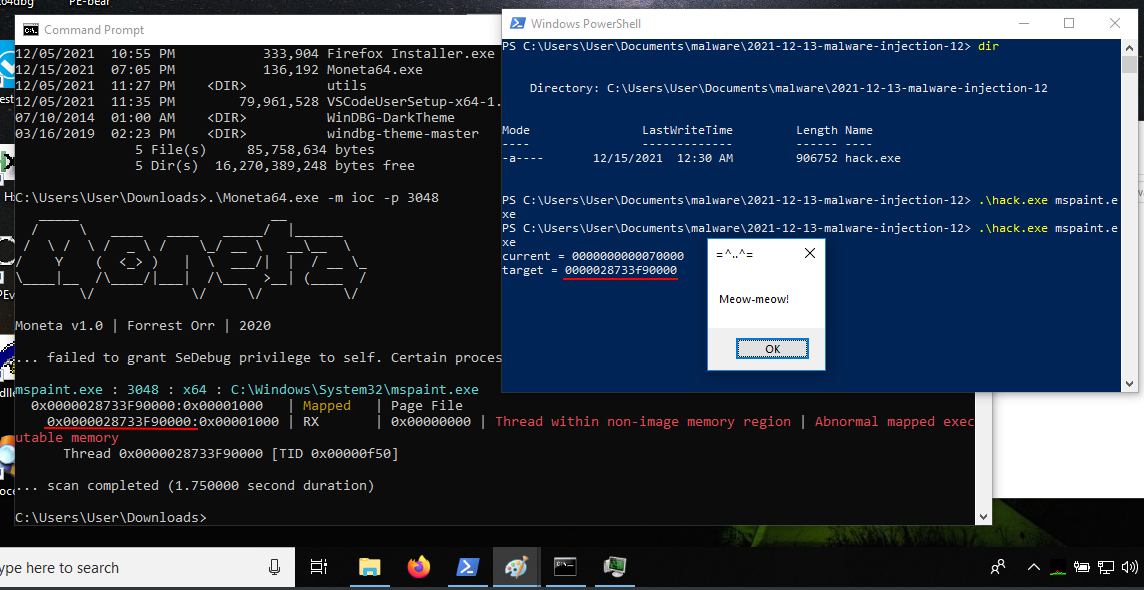 o4dbg
PE-bear
Command Prompt
12/05/2021  10:55 PM           333,904 Firefox Installer.exe
12/15/2021  07:05 PM           136,192 Moneta64.exe
12/05/2021  11:27 PM    <DIR>          utils
12/05/2021  11:35 PM        79,961,528 VSCodeUserSetup-x64-1.
07/10/2014  01:00 AM    <DIR>          WinDBG-DarkTheme
03/16/2019  02:23 PM    <DIR>          windbg-theme-master
5 File(s)     85,758,634 bytes
5 Dir(s)  16,270,389,248 bytes free
C:\Users\User\Downloads>.\Moneta64.exe -m ioc -p 3048
Moneta
Moneta v1.0 | Forrest Orr | 2020
... failed to grant SeDebug privilege to self. Certain proces
mspaint.exe : 3048 : x64 : C:\Windows\System32\mspaint.exe
0x0000028733F90000:0x00001000   | Mapped   | Page File
0x0000028733F90000:0x00001000 | RX       | 0x00000000 | Thread within non-image memory region | Abnormal mapped exec
utable memory
Thread 0x0000028733F90000 [TID 0x00000f50]
... scan completed (1.750000 second duration)
C:\Users\User\Downloads>
Windows PowerShell
PS C:\Users\User\Documents\malware\2021-12-13-malware-injection-12> dir
Directory: C:\Users\User\Documents\malware\2021-12-13-malware-injection-12
Mode                LastWriteTime         Length Name
----                -------------         ------ ----
-a----       12/15/2021  12:30 AM         906752 hack.exe
PS C:\Users\User\Documents\malware\2021-12-13-malware-injection-12> .\hack.exe mspaint.e
xe
PS C:\Users\User\Documents\malware\2021-12-13-malware-injection-12> .\hack.exe mspaint.e
xe
current = 0000000000070000
target = 0000028733f90000
=^..^=
Meow-meow!
OK
ype here to search